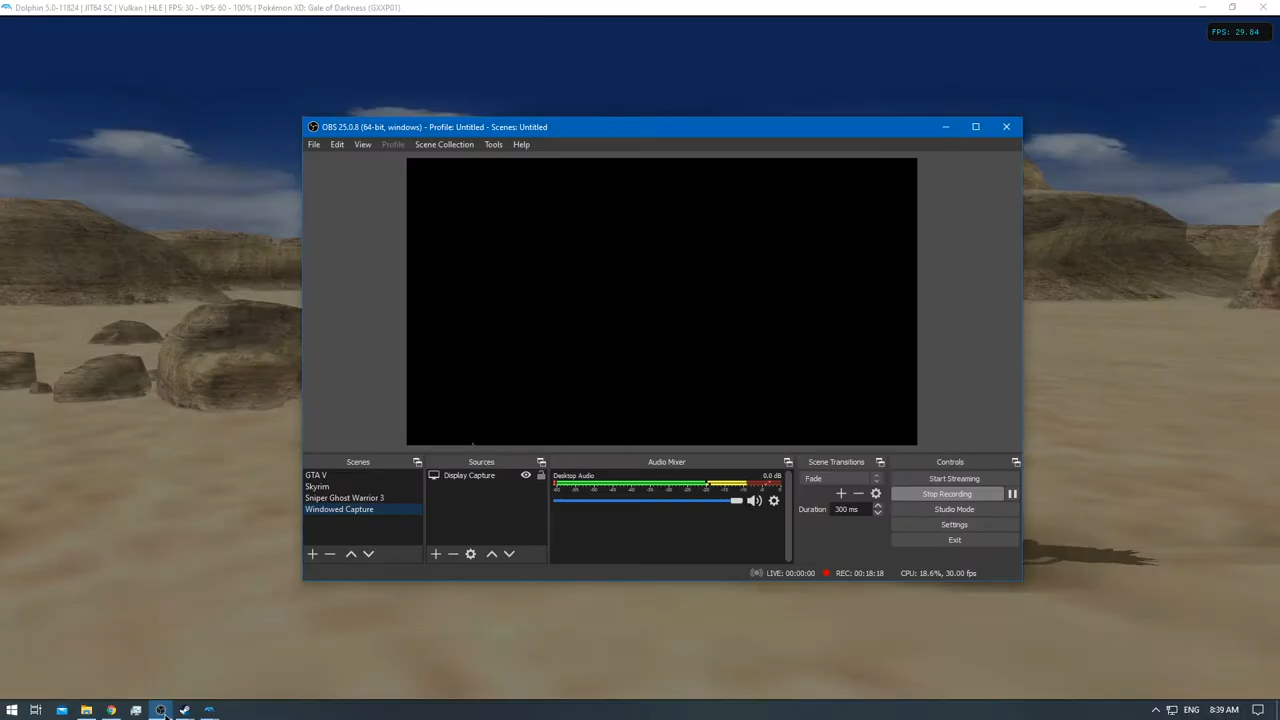 Dolphin 5.0-11824 | JIT64 SC | Vulkan | HLE | FPS: 30 - VPS: 60 - 100% | Pokémon XD: Gale of Darkness (GXXP01)
FPS: 29.84
OBS 25.0.8 (64-bit, windows) - Profile: Untitled - Scenes: Untitled
File Edit View Profile Scene Collection Tools Help
Scenes
GTA V
Skyrim
Sniper Ghost Warrior 3
Windowed Capture
Sources
Display Capture
Audio Mixer
Desktop Audio 0.0 dB
Scene Transitions
Fade
Duration 300 ms
Controls
Start Streaming
Stop Recording
Studio Mode
Settings
Exit
LIVE: 00:00:00 REC: 00:18:18 CPU: 18.6%, 30.00 fps
ENG 8:39 AM